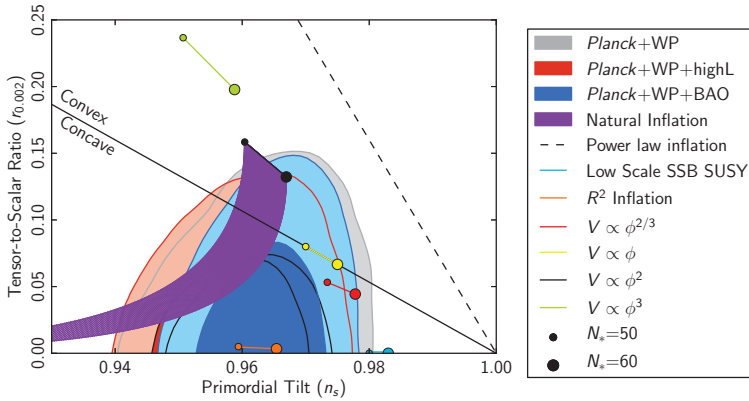 0.25
0.20
0.15
0.10
0.05
0.00
Tensor-to-Scalar Ratio (r0.002)
Convex
Concave
0.94
0.96
0.98
1.00
Primordial Tilt (ns)
Planck+WP
Planck+WP+highL
Planck+WP+BAO
Natural Inflation
Power law inflation
Low Scale SSB SUSY
R² Inflation
V ∝ ϕ^2/3
V ∝ ϕ
V ∝ ϕ²
V ∝ ϕ³
N*=50
N*=60